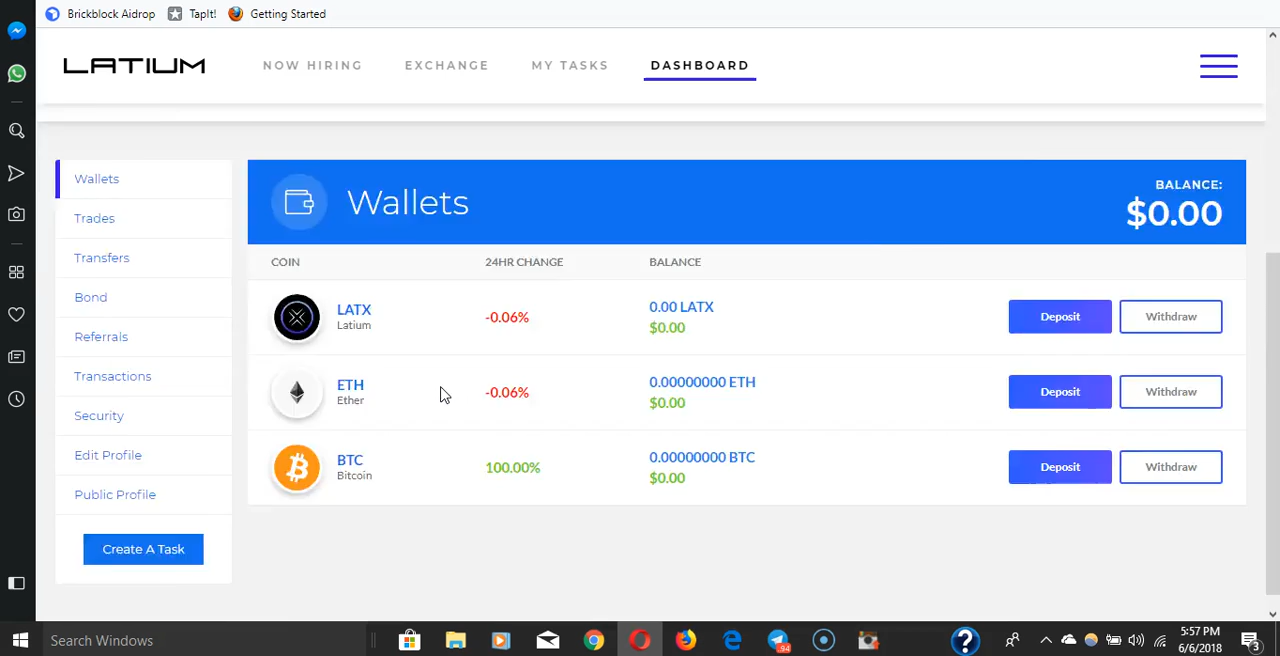 Brickblock Aidrop TapIt! Getting Started
LATIUM NOW HIRING EXCHANGE MY TASKS DASHBOARD
Wallets
Trades
Transfers
Bond
Referrals
Transactions
Security
Edit Profile
Public Profile
Create A Task
Wallets
BALANCE:
$0.00
COIN 24HR CHANGE BALANCE
LATX
Latium
-0.06%
0.00 LATX
$0.00
Deposit Withdraw
ETH
Ether
-0.06%
0.00000000 ETH
$0.00
Deposit Withdraw
BTC
Bitcoin
100.00%
0.00000000 BTC
$0.00
Deposit Withdraw
Search Windows
94
?
5:57 PM
6/6/2018
3